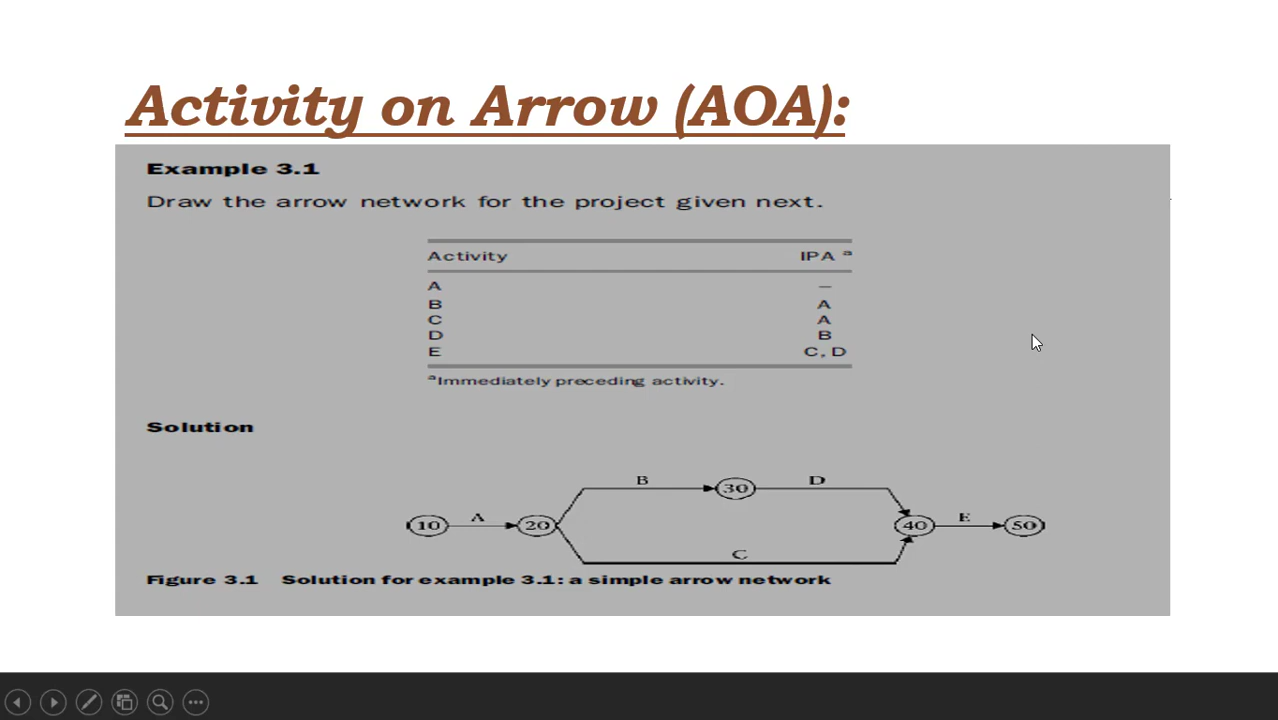 Activity on Arrow (AOA):
Example 3.1
Draw the arrow network for the project given next.
Activity IPA a
A –
B A
C A
D B
E C, D
aImmediately preceding activity.
Solution
B D
10 A 20 30 40 E 50
C
Figure 3.1 Solution for example 3.1: a simple arrow network